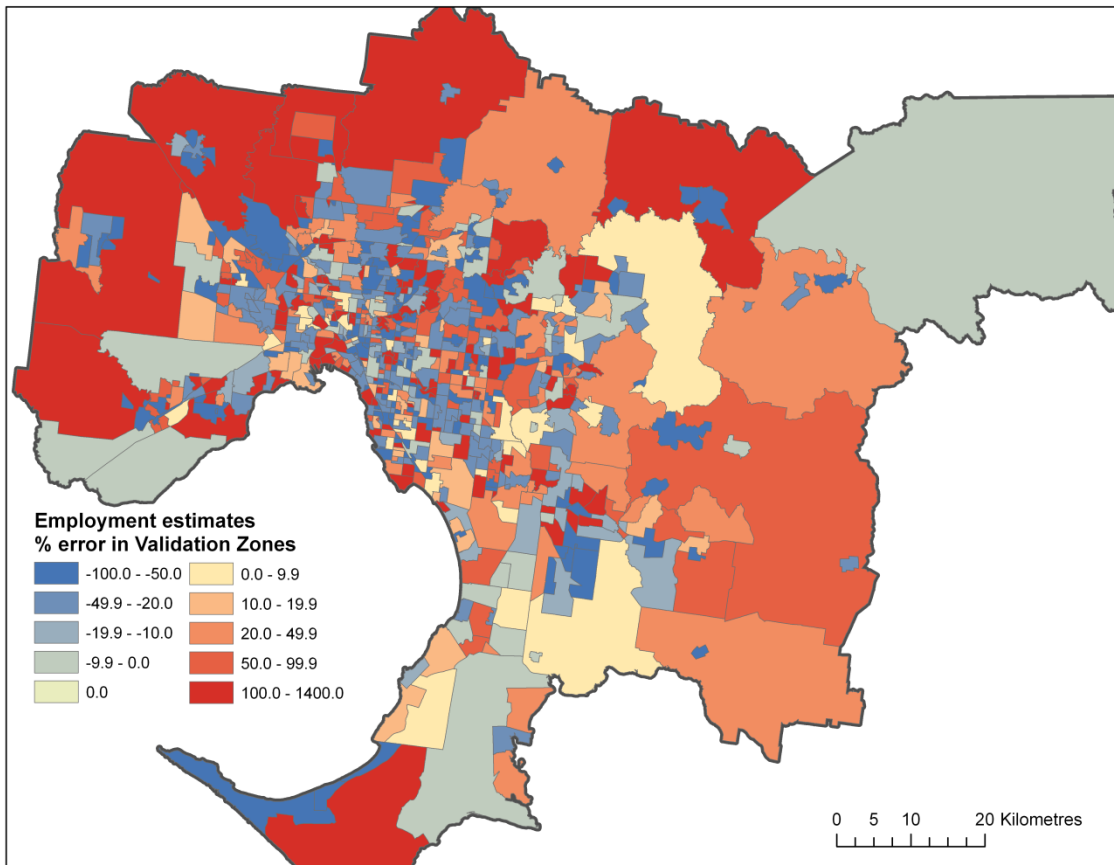 Employment estimates
% error in Validation Zones
-100.0 - -50.0
-49.9 - -20.0
-19.9 - -10.0
-9.9 - 0.0
0.0
0.0 - 9.9
10.0 - 19.9
20.0 - 49.9
50.0 - 99.9
100.0 - 1400.0
0 5 10 20 Kilometres